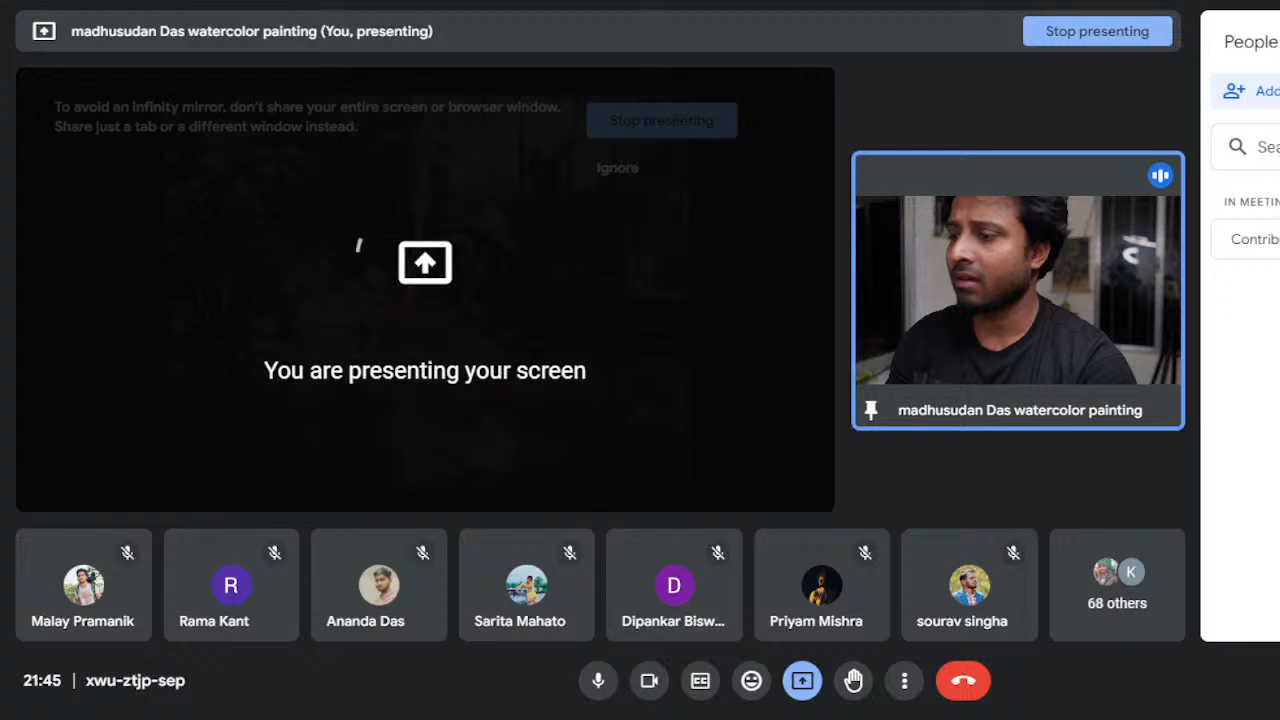 madhusudan Das watercolor painting (You, presenting)
Stop presenting
People
To avoid an infinity mirror, don't share your entire screen or browser window.
Share just a tab or a different window instead.
Stop presenting
Ignore
You are presenting your screen
madhusudan Das watercolor painting
Add
Sea
IN MEETIN
Contrib
Malay Pramanik
R
Rama Kant
Ananda Das
Sarita Mahato
D
Dipankar Bisw...
Priyam Mishra
sourav singha
K
68 others
21:45 | xwu-ztjp-sep
CC